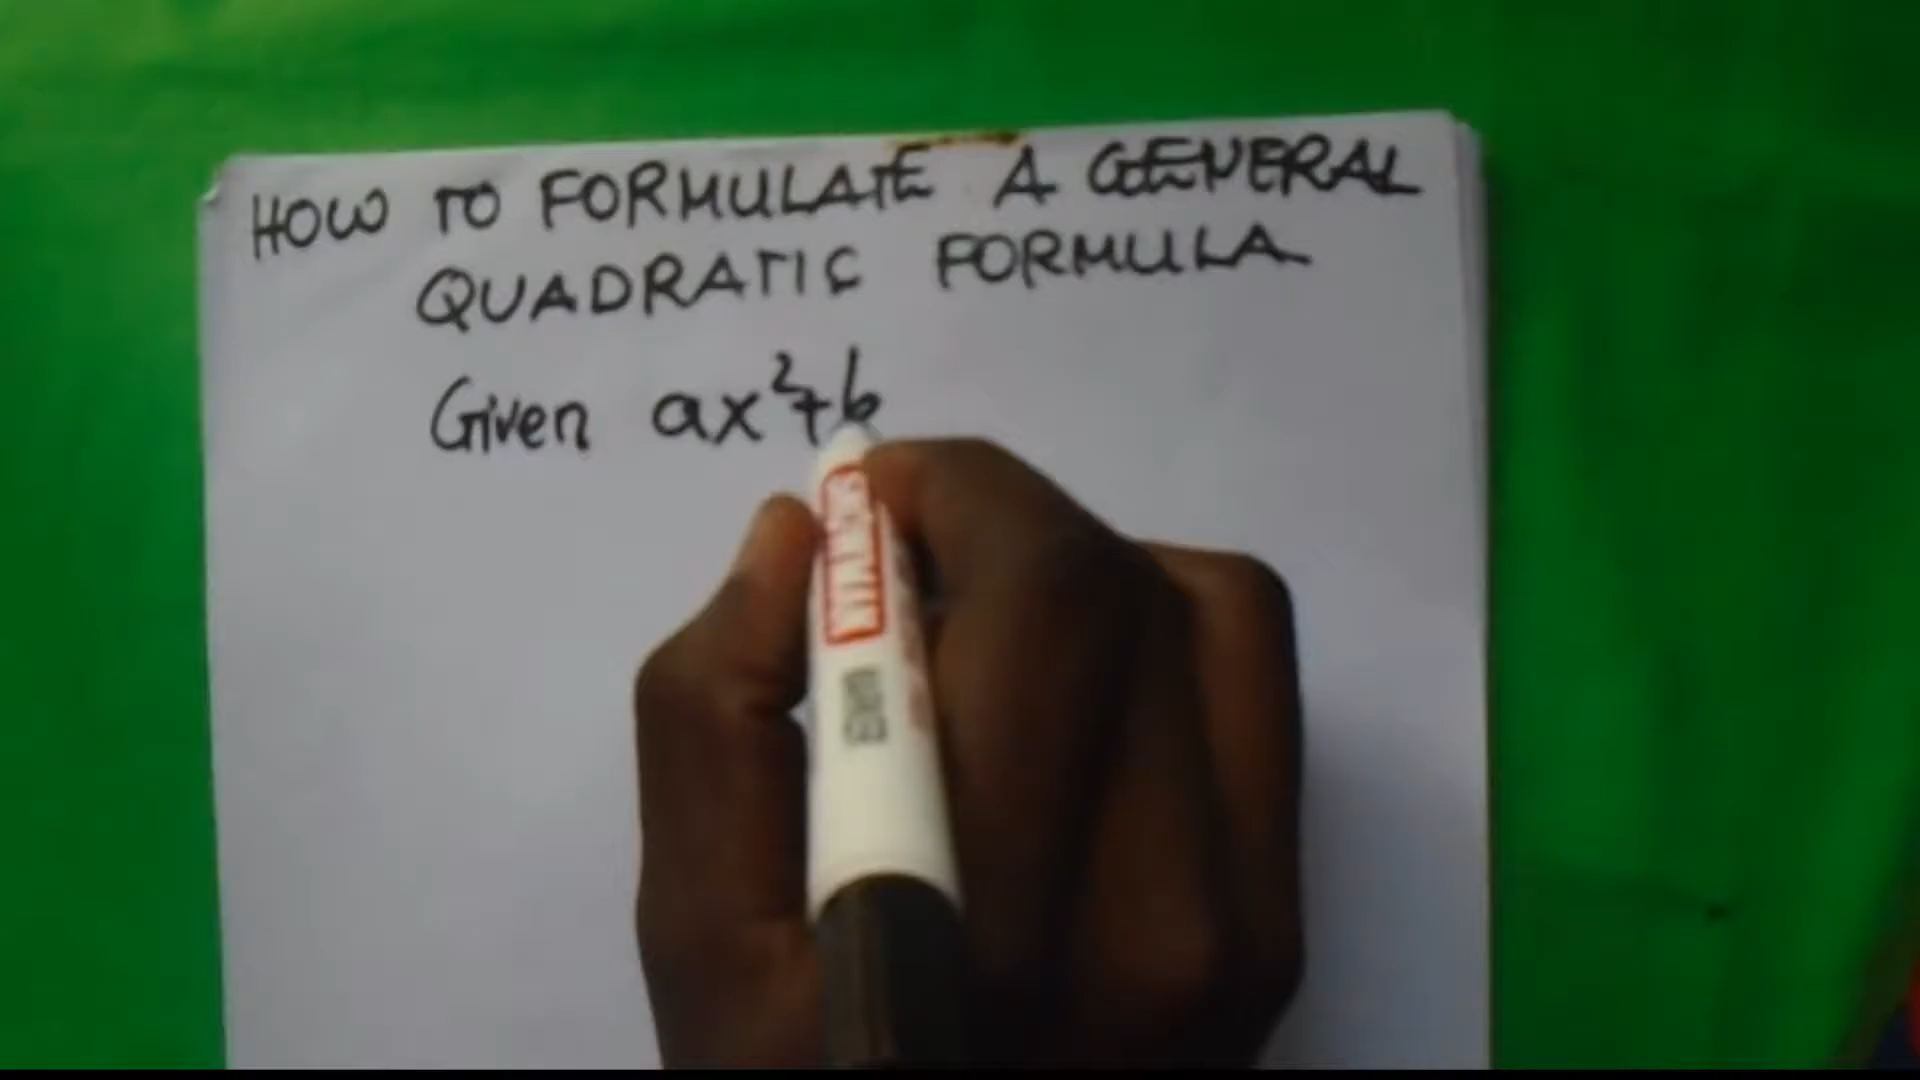 HOW TO FORMULATE A GENERAL
QUADRATIC FORMULA
Given ax²+b